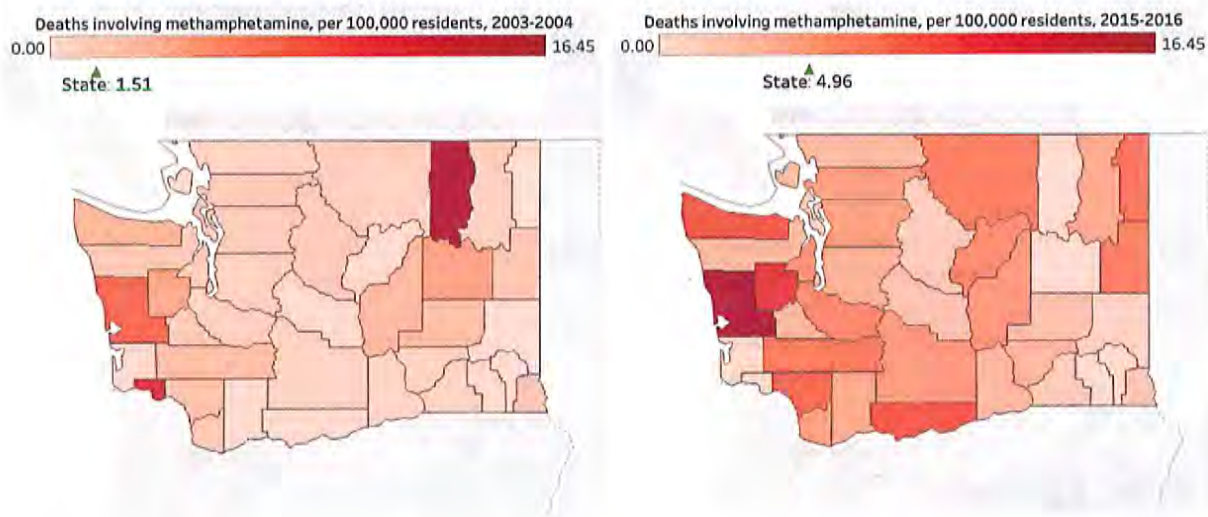 Deaths involving methamphetamine, per 100,000 residents, 2003-2004
0.00 16.45
State: 1.51
Deaths involving methamphetamine, per 100,000 residents, 2015-2016
0.00 16.45
State: 4.96